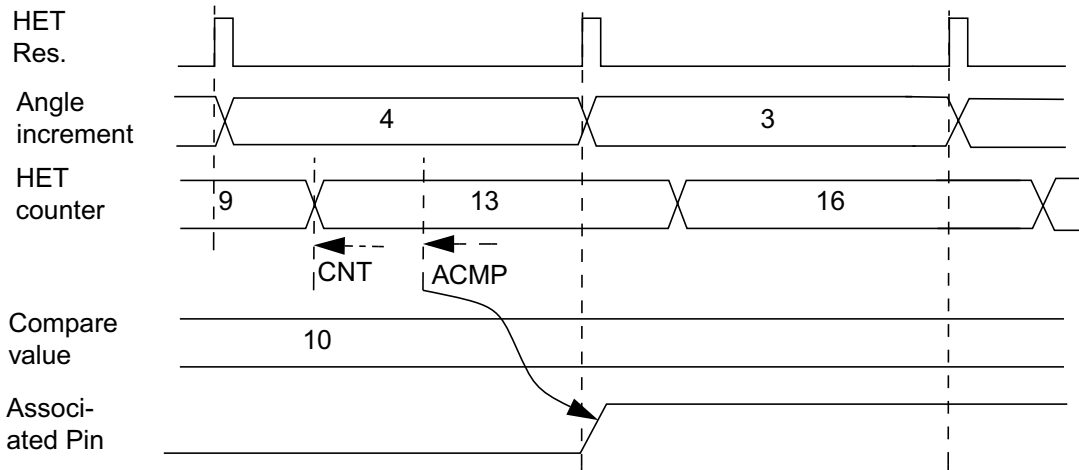 HET
Res.
Angle
increment
4
3
HET
counter
9
13
16
CNT
ACMP
Compare
value
10
Associ-
ated Pin